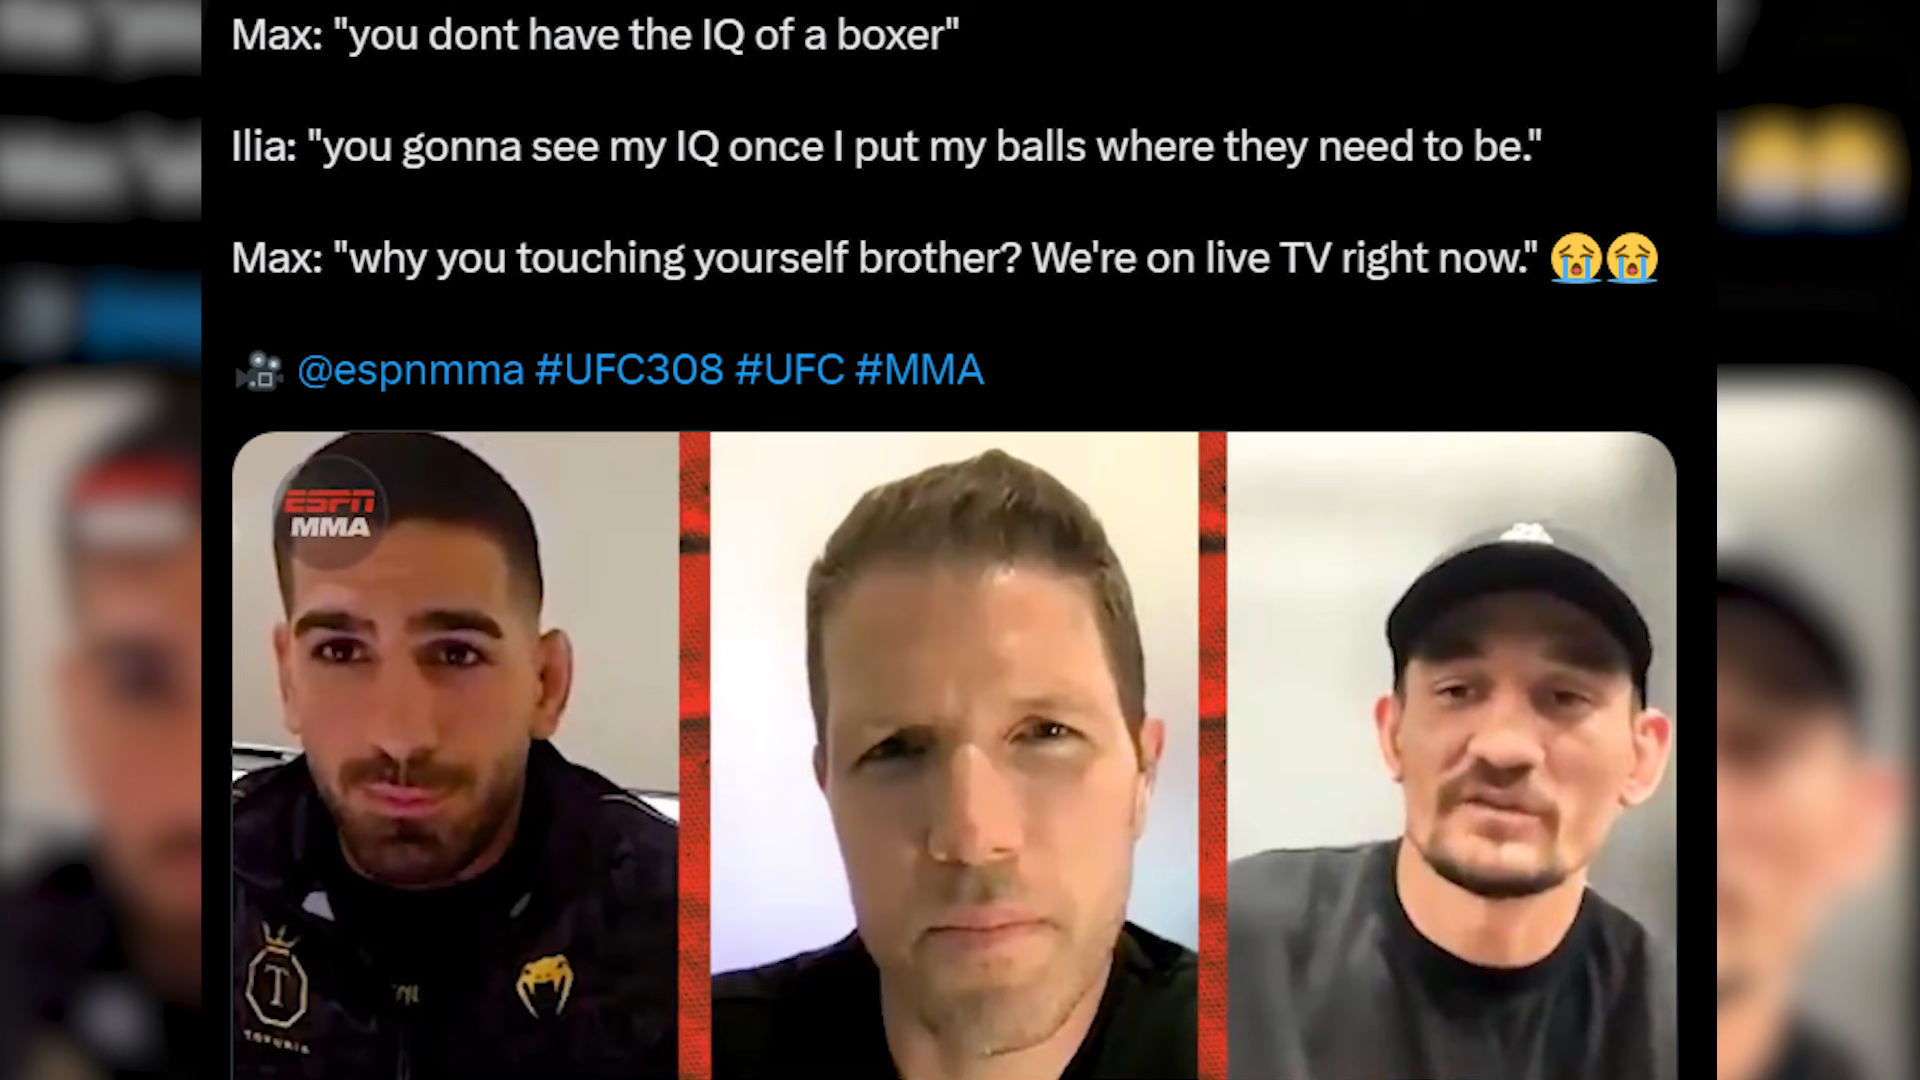 Max: "you dont have the IQ of a boxer"
Ilia: "you gonna see my IQ once I put my balls where they need to be."
Max: "why you touching yourself brother? We're on live TV right now." 😭😭
🎥 @espnmma #UFC308 #UFC #MMA
ESPN
MMA
T
TOPURIA